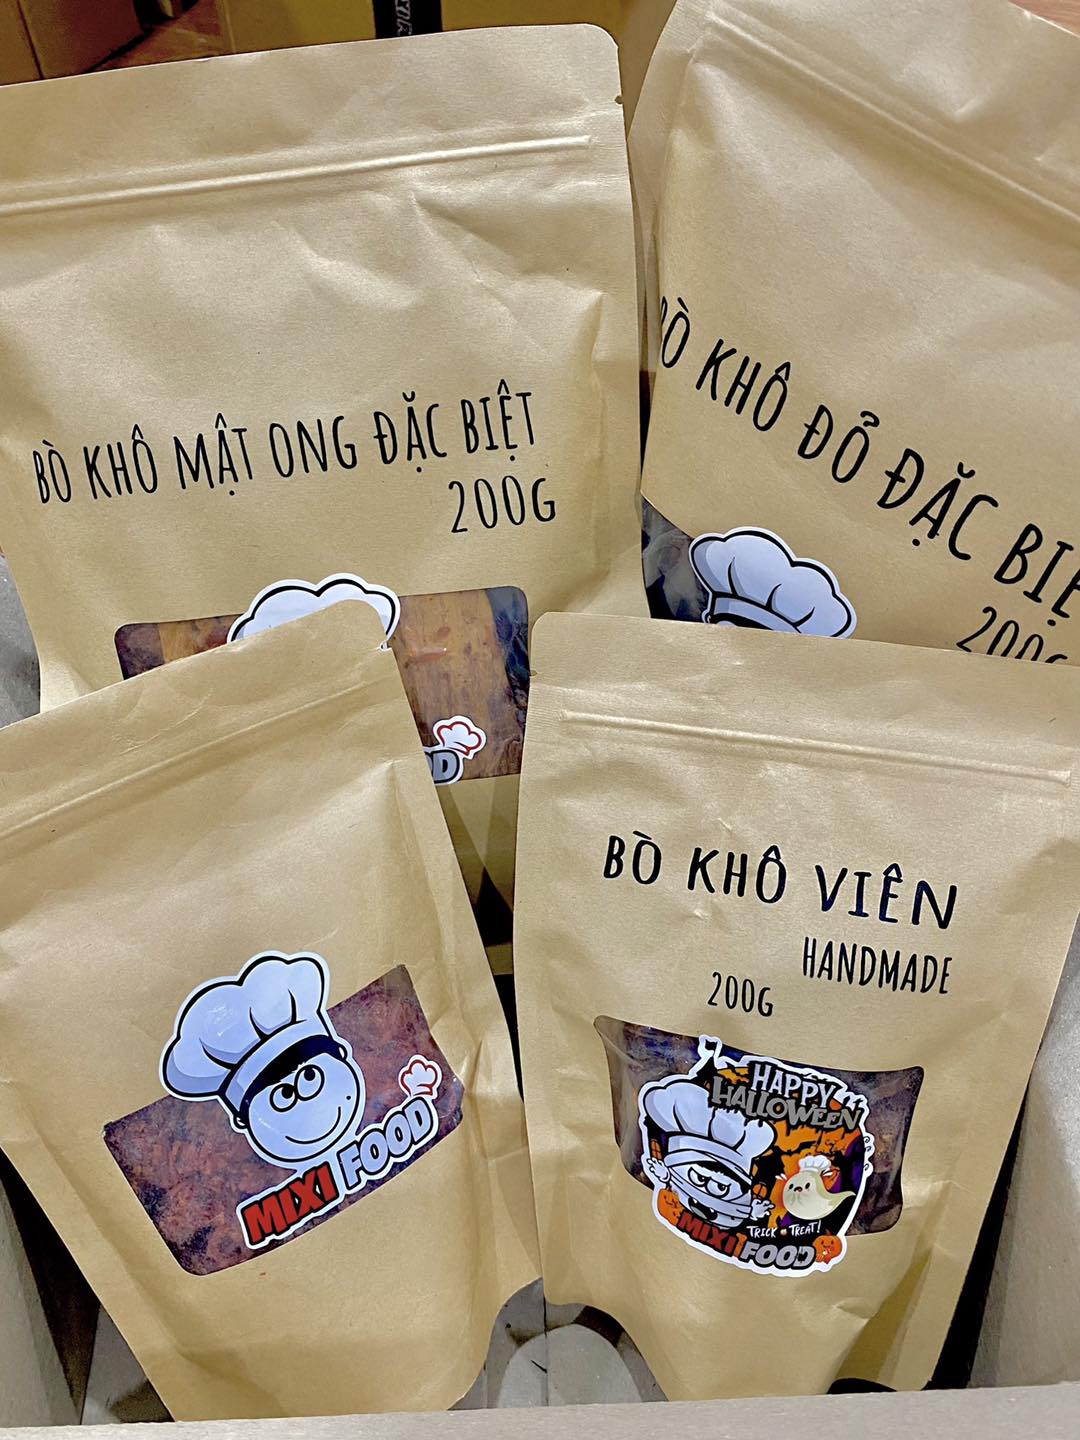 BÒ KHÔ MẬT ONG ĐẶC BIỆT
200G
BÒ KHÔ ĐỎ ĐẶC BIỆ
200G
MIXI FOOD
BÒ KHÔ VIÊN
HANDMADE
200G
HAPPY
HALLOWEEN
TRICK TREAT!
MIXI FOOD